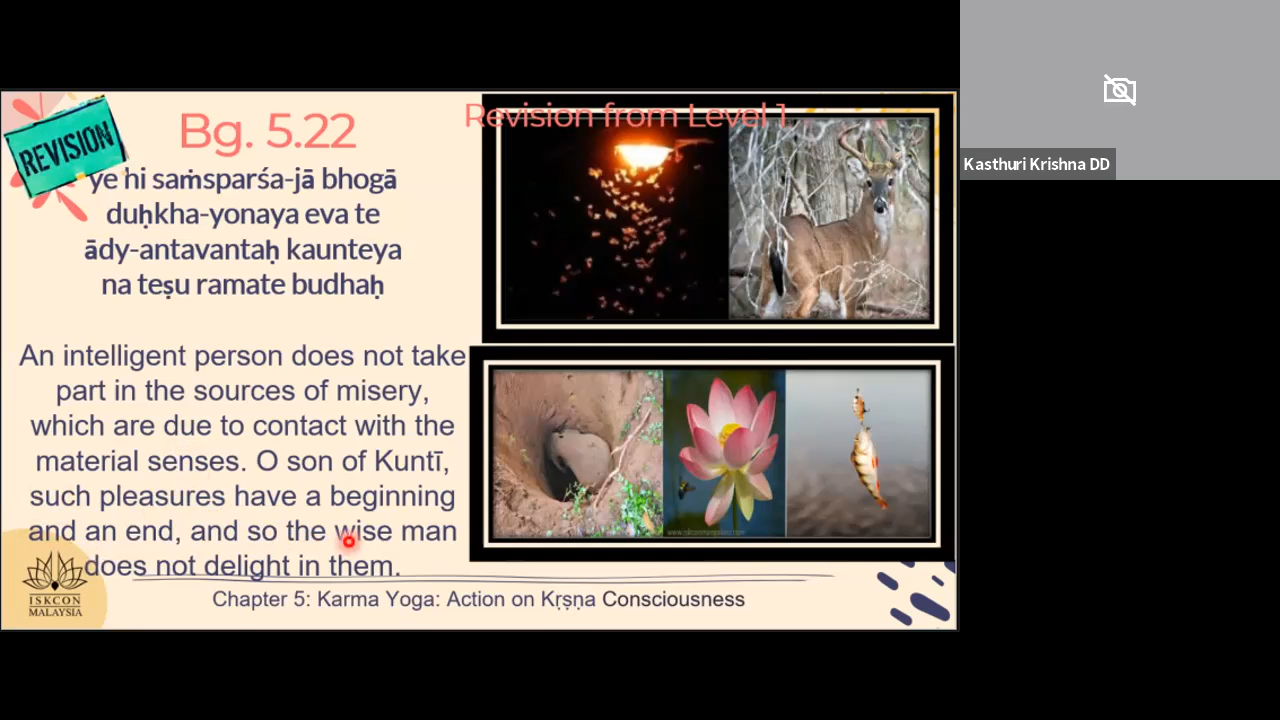 REVISION
Bg. 5.22
Revision from Level 1
ye hi saṁsparśa-jā bhogā
duḥkha-yonaya eva te
ādy-antavantaḥ kaunteya
na teṣu ramate budhaḥ
An intelligent person does not take
part in the sources of misery,
which are due to contact with the
material senses. O son of Kuntī,
such pleasures have a beginning
and an end, and so the wise man
does not delight in them.
ISKCON
MALAYSIA
Chapter 5: Karma Yoga: Action on Kṛṣṇa Consciousness
Kasthuri Krishna DD